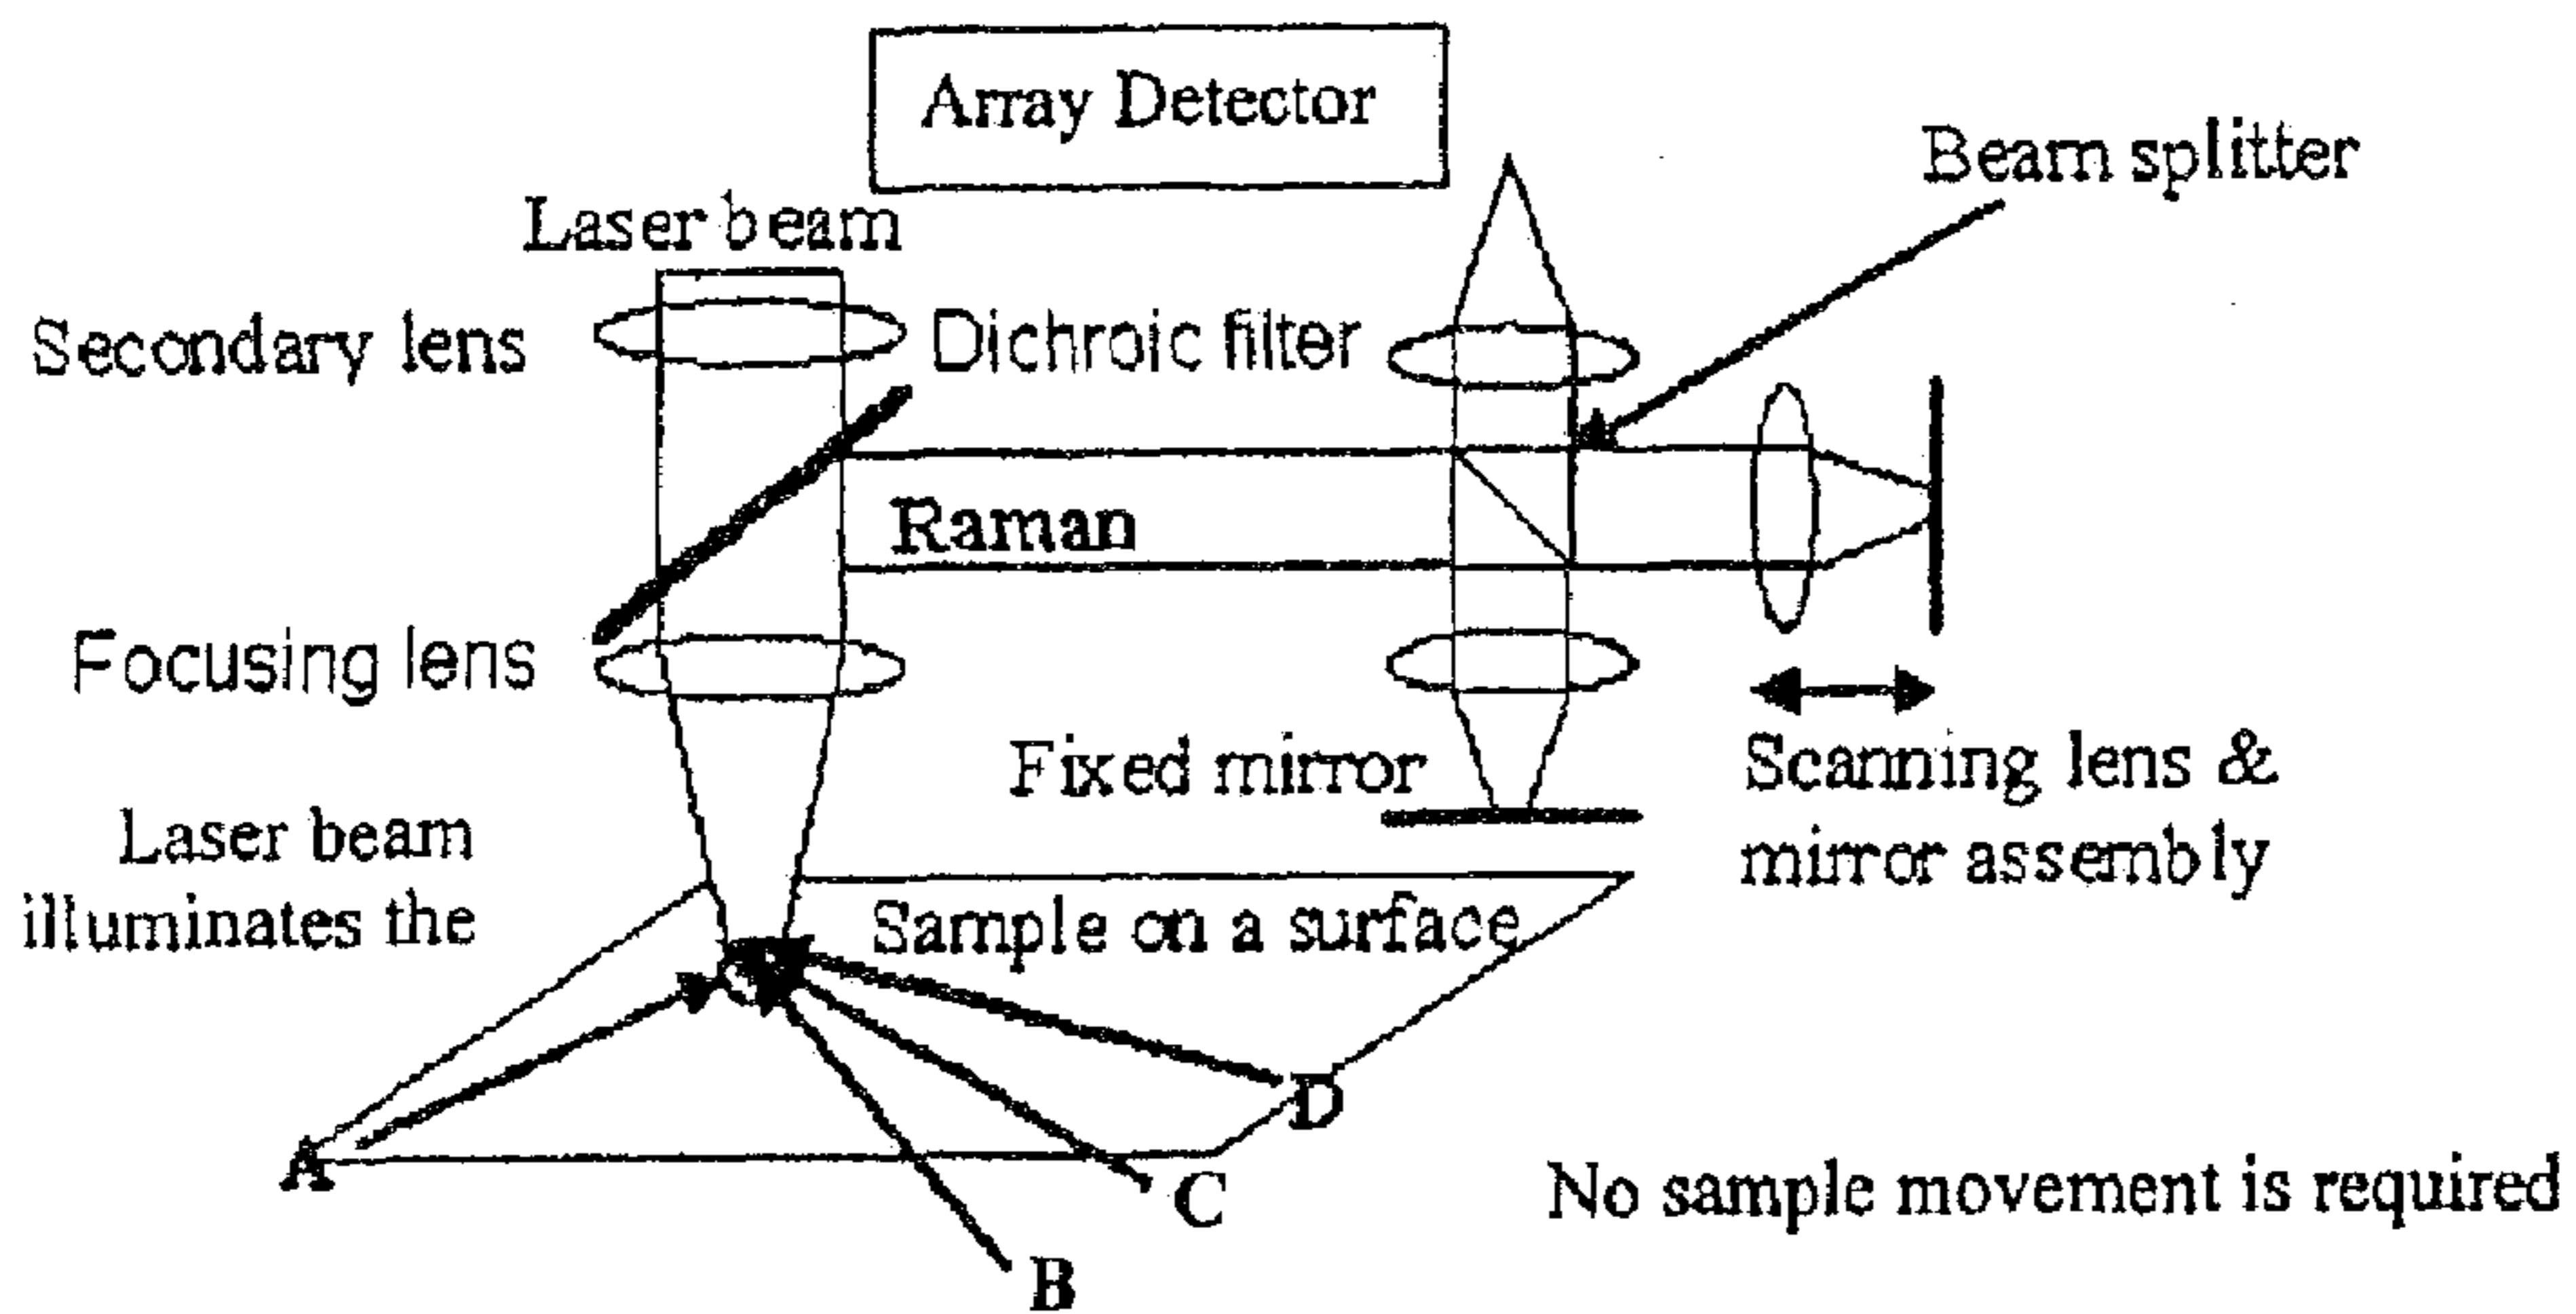 Array Detector
Beam splitter
Laser beam
Secondary lens
Dichroic filter
Raman
Focusing lens
Fixed mirror
Scanning lens &
mirror assembly
Laser beam
illuminates the
Sample on a surface
A
D
C
B
No sample movement is required